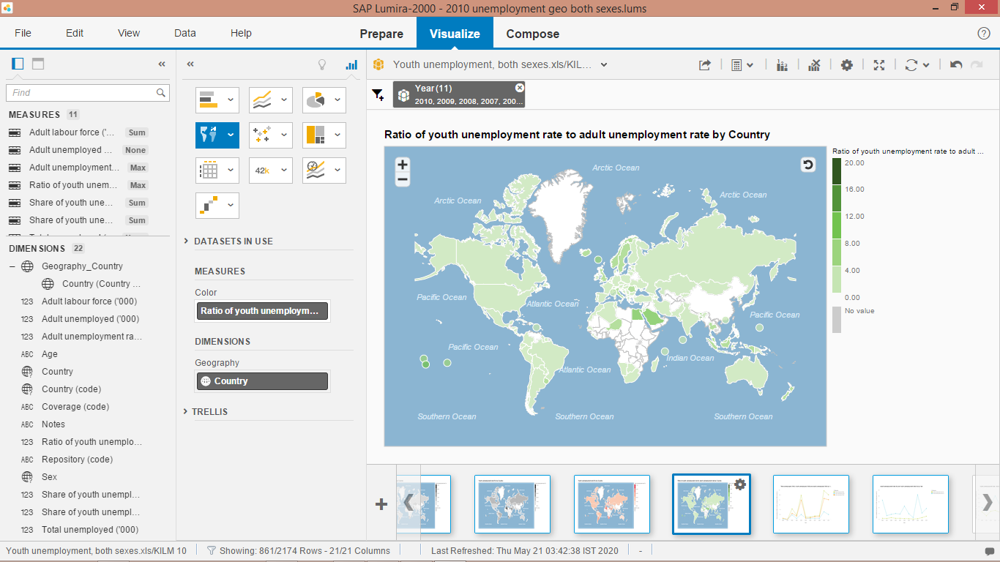 SAP Lumira-2000 - 2010 unemployment geo both sexes.lums
File
Edit
View
Data
Help
Prepare
Visualize
Compose
Find
MEASURES 11
Adult labour force ('... Sum
Adult unemployed ... None
Adult unemployment... Max
Ratio of youth unem... Max
Share of youth une... Sum
Share of youth une... Sum
DIMENSIONS 22
Geography_Country
Country (Country ...
123 Adult labour force ('000)
123 Adult unemployed ('000)
123 Adult unemployment ra...
ABC Age
Country
Country (code)
ABC Coverage (code)
ABC Notes
123 Ratio of youth unemplo...
ABC Repository (code)
Sex
123 Share of youth unempl...
123 Share of youth unempl...
123 Total unemployed ('000)
42k
DATASETS IN USE
MEASURES
Color
Ratio of youth unemploym...
DIMENSIONS
Geography
Country
TRELLIS
Youth unemployment, both sexes.xls/KIL...
Year (11)
2010, 2009, 2008, 2007, 200...
Ratio of youth unemployment rate to adult unemployment rate by Country
Arctic Ocean
Arctic Ocean
Arctic Ocean
Pacific Ocean
Atlantic Ocean
Pacific Ocean
Pacific Ocean
Indian Ocean
Atlantic Ocean
Southern Ocean
Southern Ocean
Southern Ocean
Ratio of youth unemployment rate to adult ...
20.00
16.00
12.00
8.00
4.00
0.00
No value
Youth unemployment, both sexes.xls/KILM 10
Showing: 861/2174 Rows - 21/21 Columns
Last Refreshed: Thu May 21 03:42:38 IST 2020
-